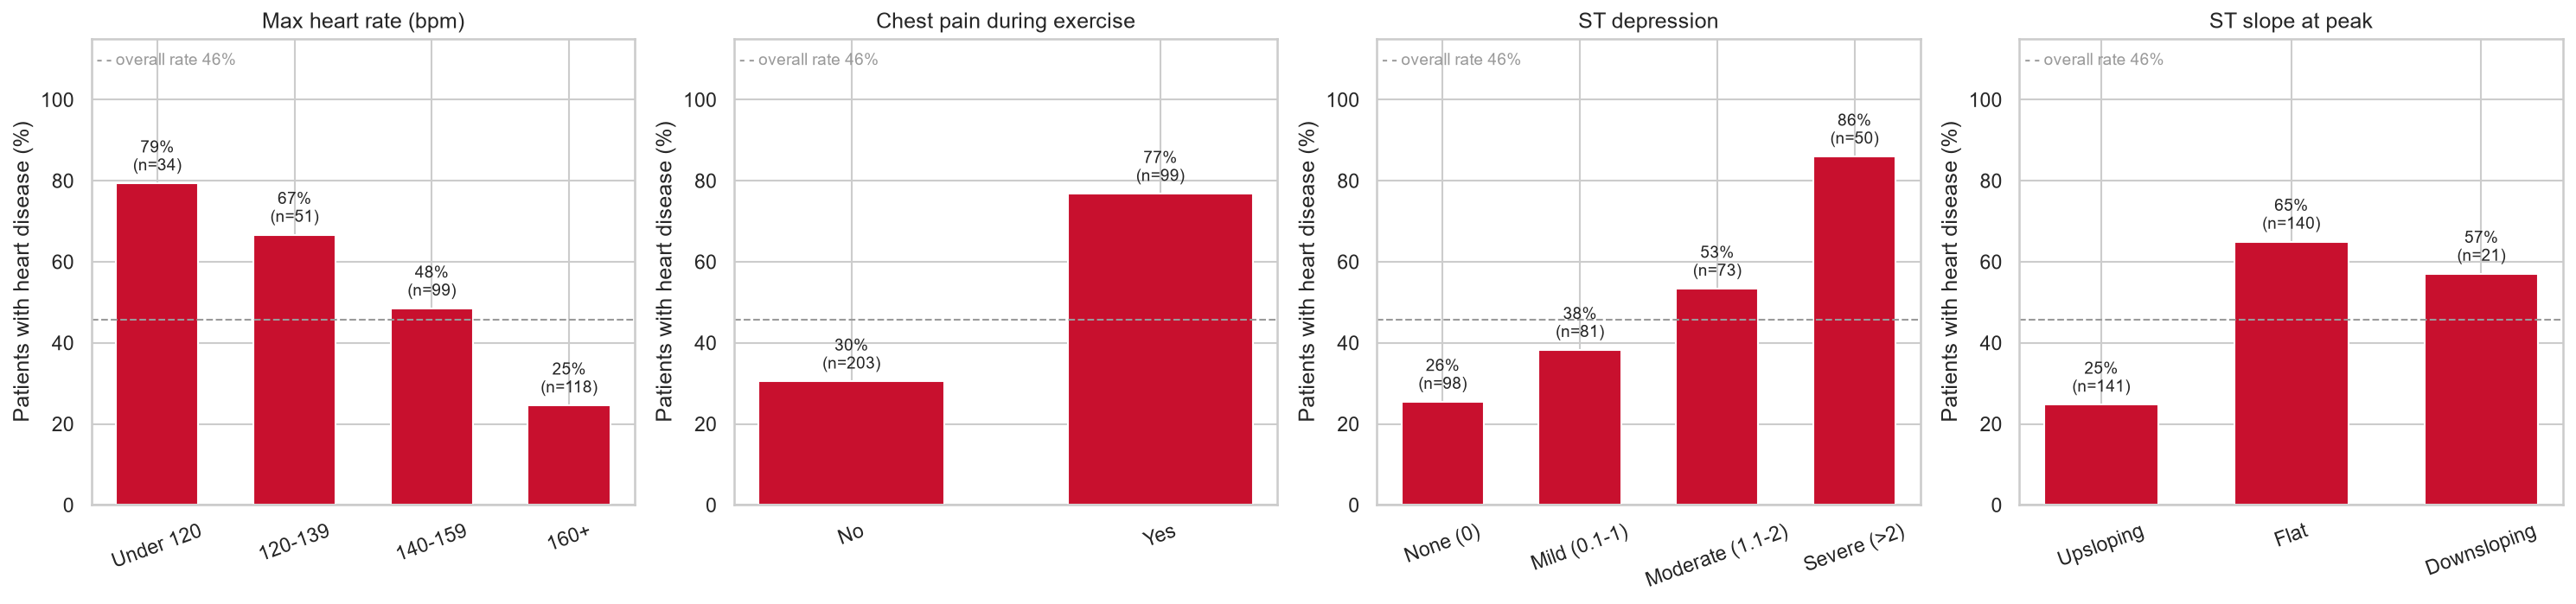 Max heart rate (bpm)
overall rate 46%
Patients with heart disease (%)
100
80
60
40
20
0
79%
(n=34)
67%
(n=51)
48%
(n=99)
25%
(n=118)
Under 120
120-139
140-159
160+
Chest pain during exercise
overall rate 46%
Patients with heart disease (%)
100
80
60
40
20
0
30%
(n=203)
77%
(n=99)
No
Yes
ST depression
overall rate 46%
Patients with heart disease (%)
100
80
60
40
20
0
26%
(n=98)
38%
(n=81)
53%
(n=73)
86%
(n=50)
None (0)
Mild (0.1-1)
Moderate (1.1-2)
Severe (>2)
ST slope at peak
overall rate 46%
Patients with heart disease (%)
100
80
60
40
20
0
25%
(n=141)
65%
(n=140)
57%
(n=21)
Upsloping
Flat
Downsloping